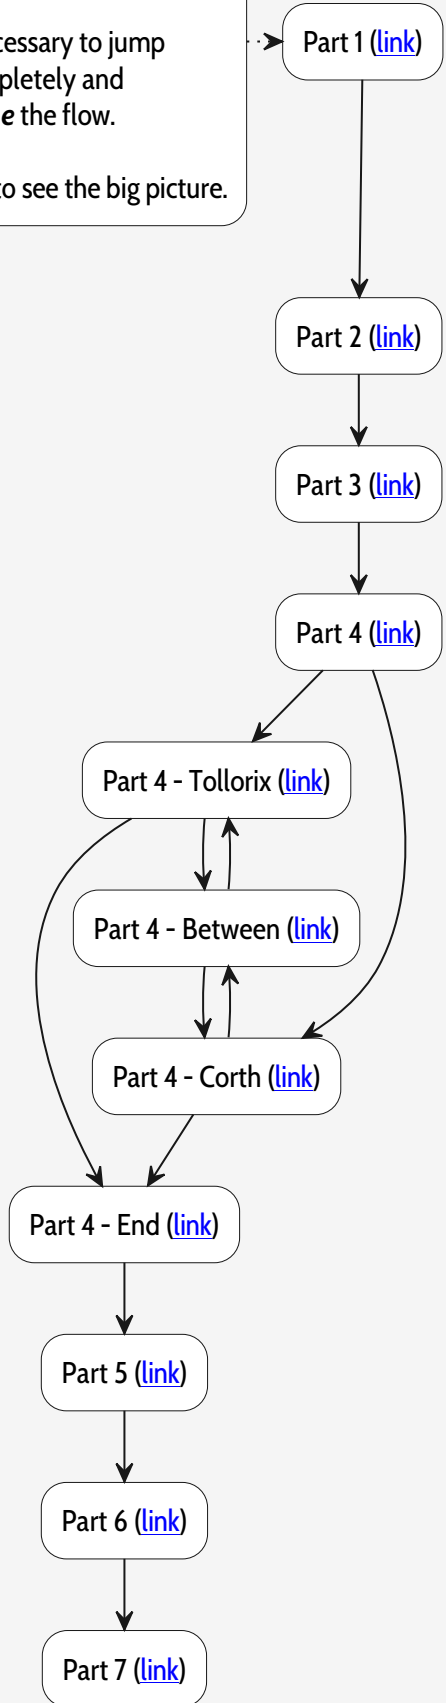 to jump
and
the flow.
to see the big picture.
Part 1 (link)
Part 2 (link)
Part 3 (link)
Part 4 (link)
Part 4 - Tollorix (link)
Part 4 - Between (link)
Part 4 - Corth (link)
Part 4 - End (link)
Part 5 (link)
Part 6 (link)
Part 7 (link)